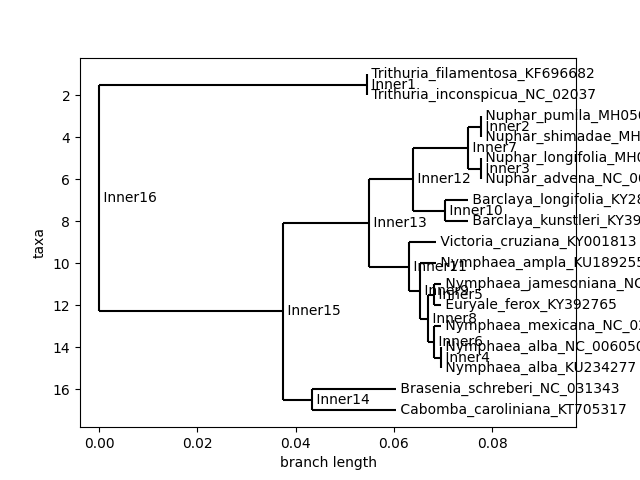 Trithuria_filamentosa_KF696682
Inner1
Trithuria_inconspicua_NC_02037
2
Nuphar_pumila_MH050
Inner2
4
Nuphar_shimadae_MH
Inner7
Nuphar_longifolia_MH0
Inner3
6
Inner12
Nuphar_advena_NC_00
Inner16
Barclaya_longifolia_KY28
Inner10
8
Inner13
Barclaya_kunstleri_KY39
taxa
Victoria_cruziana_KY001813
10
Inner11
Nymphaea_ampla_KU189255
Nymphaea_jamesoniana_NC
Inner9
Inner5
12
Inner15
Euryale_ferox_KY392765
Inner8
Nymphaea_mexicana_NC_02
Inner6
14
Nymphaea_alba_NC_006050
Inner4
Nymphaea_alba_KU234277
16
Brasenia_schreberi_NC_031343
Inner14
Cabomba_caroliniana_KT705317
0.00 0.02 0.04 0.06 0.08
branch length